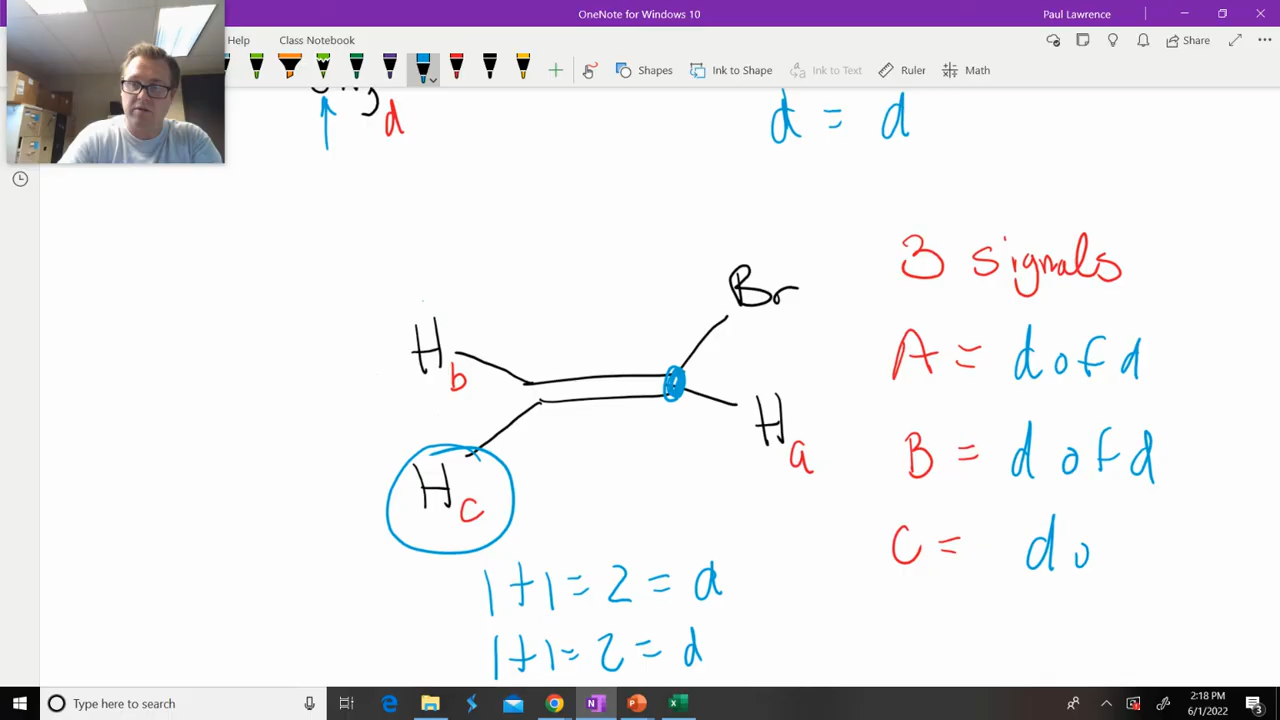 OneNote for Windows 10
Paul Lawrence
Help Class Notebook
Shapes Ink to Shape Ink to Text Ruler Math Share
d
d = d
3 signals
Br
H b
A = d of d
H a
B = d of d
H c
C = d o
1+1=2=d
1+1=2=d
Type here to search
2:18 PM
6/1/2022
3